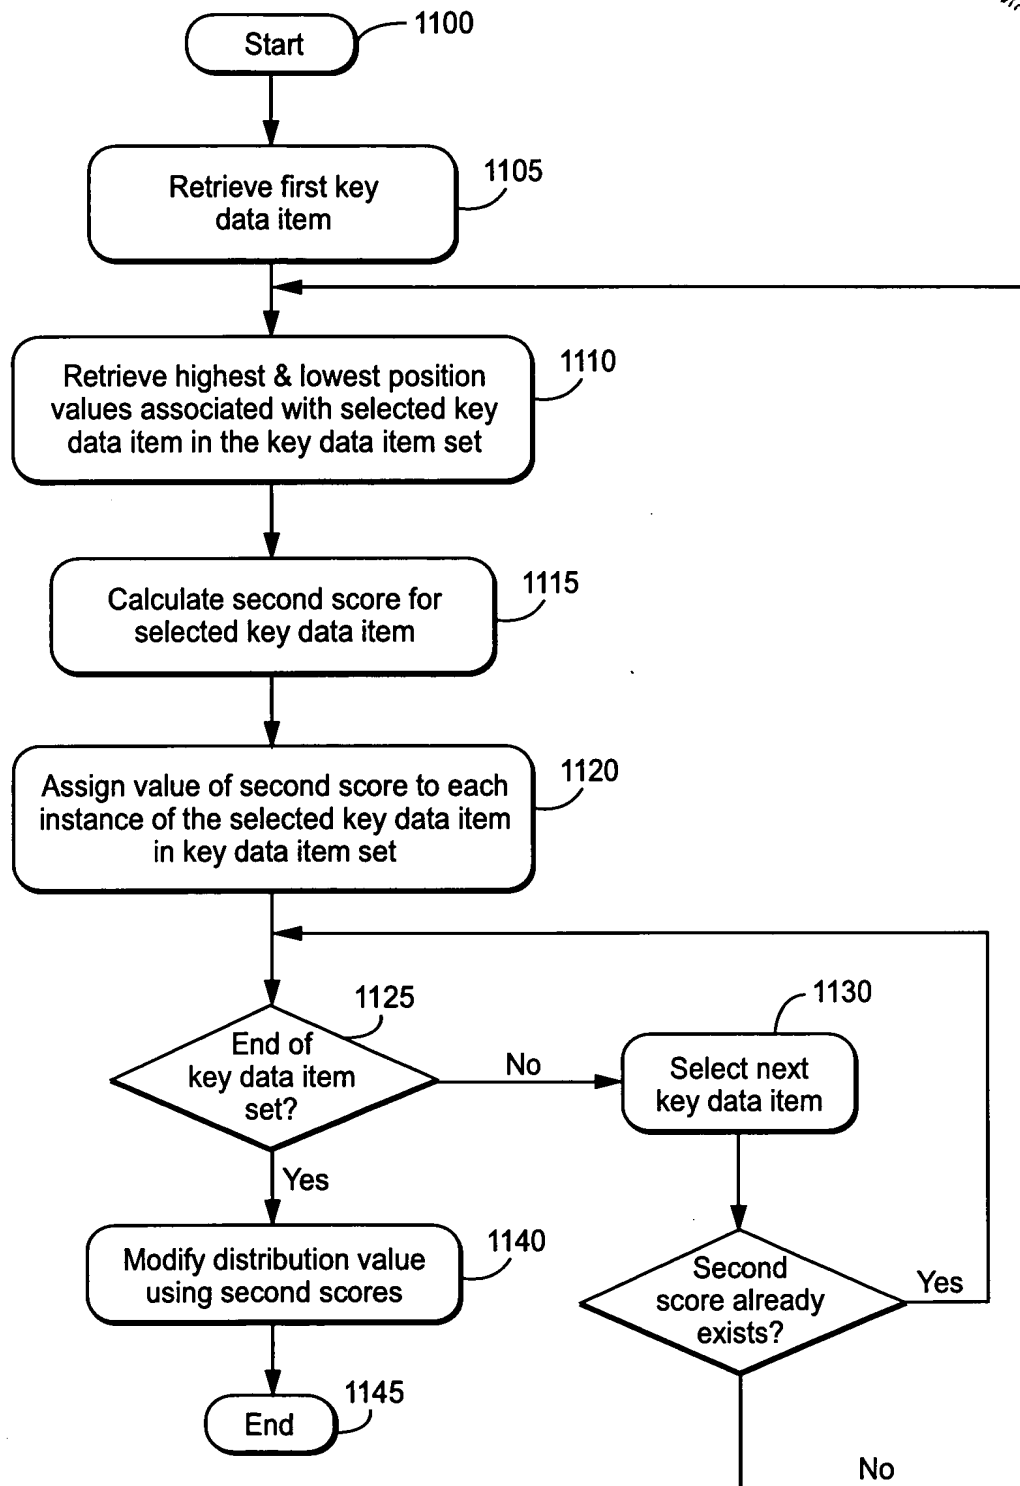 1100
Start
1105
Retrieve first key
data item
1110
Retrieve highest & lowest position
values associated with selected key
data item in the key data item set
1115
Calculate second score for
selected key data item
1120
Assign value of second score to each
instance of the selected key data item
in key data item set
1125
End of
key data item
set?
No
1130
Select next
key data item
Yes
1140
Modify distribution value
using second scores
Second
score already
exists?
Yes
1145
End
No